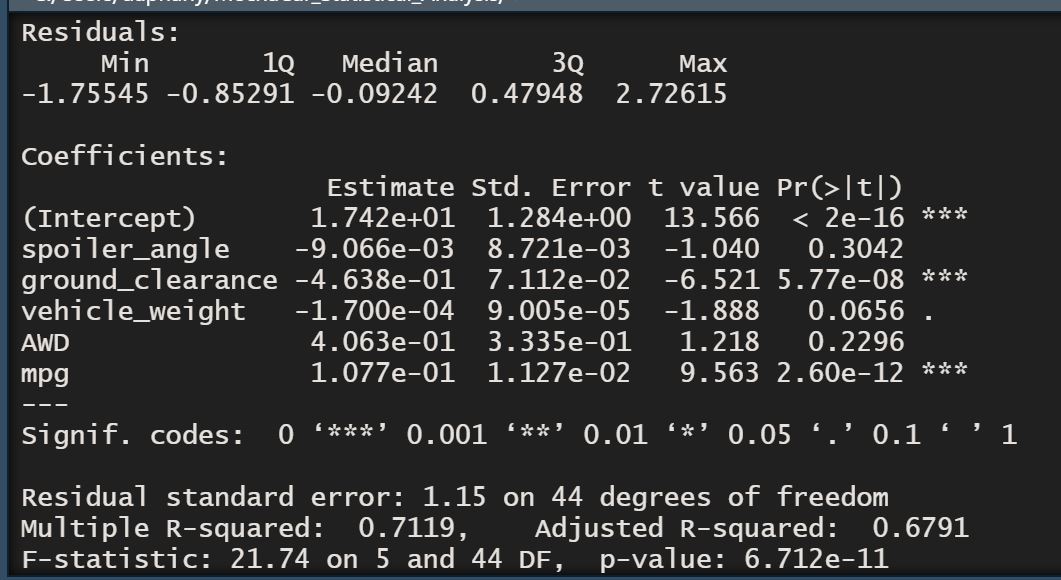 Residuals:
     Min       1Q   Median       3Q      Max
-1.75545 -0.85291 -0.09242  0.47948  2.72615

Coefficients:
                   Estimate Std. Error t value Pr(>|t|)
(Intercept)       1.742e+01  1.284e+00  13.566  < 2e-16 ***
spoiler_angle    -9.066e-03  8.721e-03  -1.040   0.3042
ground_clearance -4.638e-01  7.112e-02  -6.521 5.77e-08 ***
vehicle_weight   -1.700e-04  9.005e-05  -1.888   0.0656 .
AWD               4.063e-01  3.335e-01   1.218   0.2296
mpg               1.077e-01  1.127e-02   9.563 2.60e-12 ***
---
Signif. codes:  0 ‘***’ 0.001 ‘**’ 0.01 ‘*’ 0.05 ‘.’ 0.1 ‘ ’ 1

Residual standard error: 1.15 on 44 degrees of freedom
Multiple R-squared:  0.7119,    Adjusted R-squared:  0.6791
F-statistic: 21.74 on 5 and 44 DF,  p-value: 6.712e-11